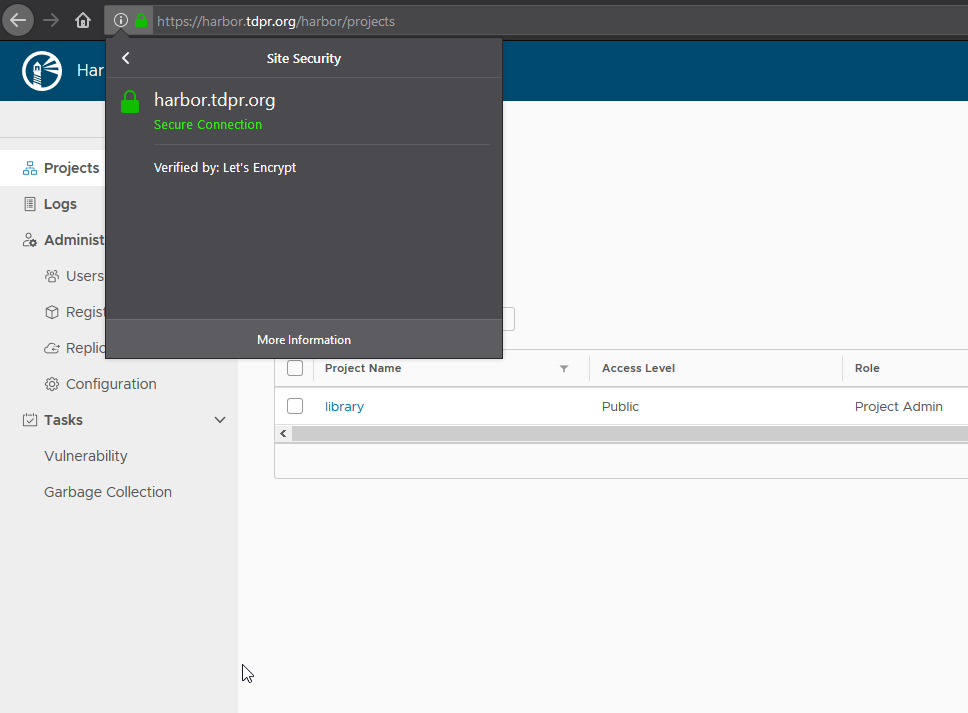 https://harbor.tdpr.org/harbor/projects
Har
Site Security
harbor.tdpr.org
Secure Connection
Verified by: Let's Encrypt
More Information
Projects
Logs
Administ
Users
Regist
Replic
Configuration
Tasks
Vulnerability
Garbage Collection
Project Name Access Level Role
library Public Project Admin